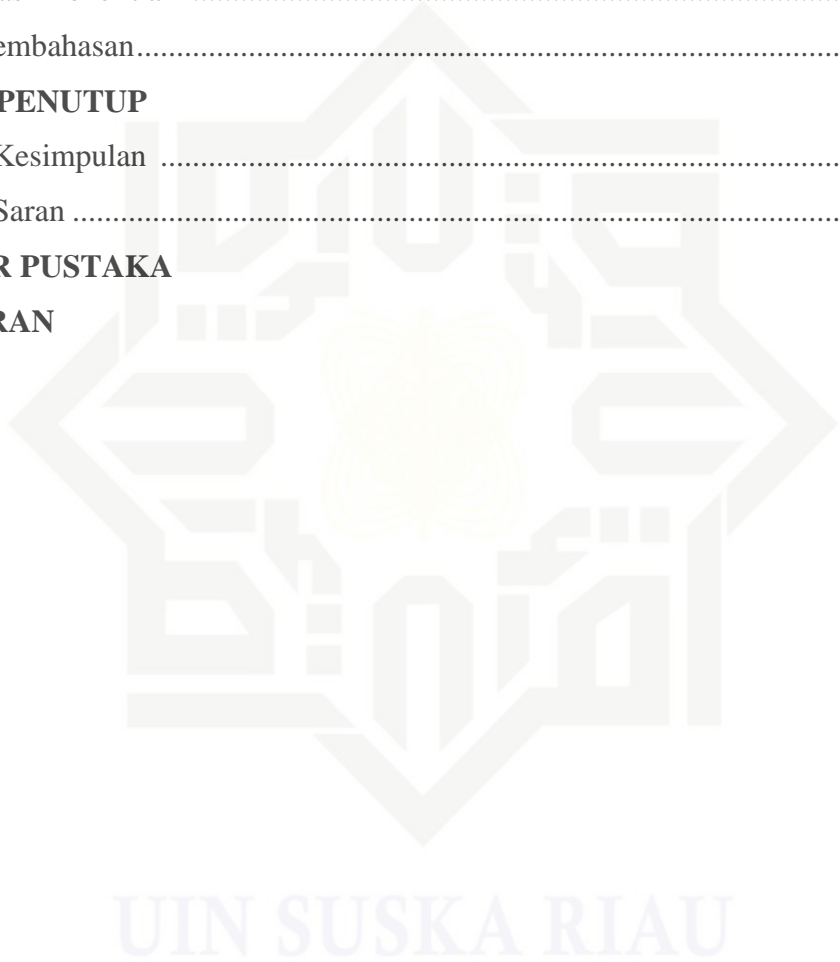 embahasan..........................................................................................
PENUTUP
Kesimpulan ......................................................................................
Saran ................................................................................................
R PUSTAKA
RAN
UIN SUSKA RIAU